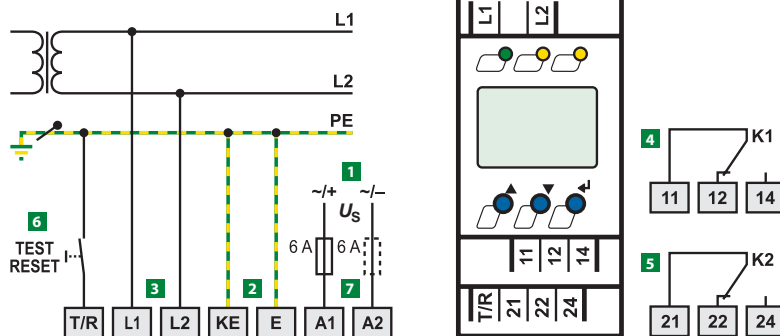 L1
L2
PE
1
~/+ ~/–
US
6 A 6 A
6
TEST
RESET
3 2 7
T/R L1 L2 KE E A1 A2
L1 L2
11 12 14
T/R 21 22 24
4 K1
11 12 14
5 K2
21 22 24